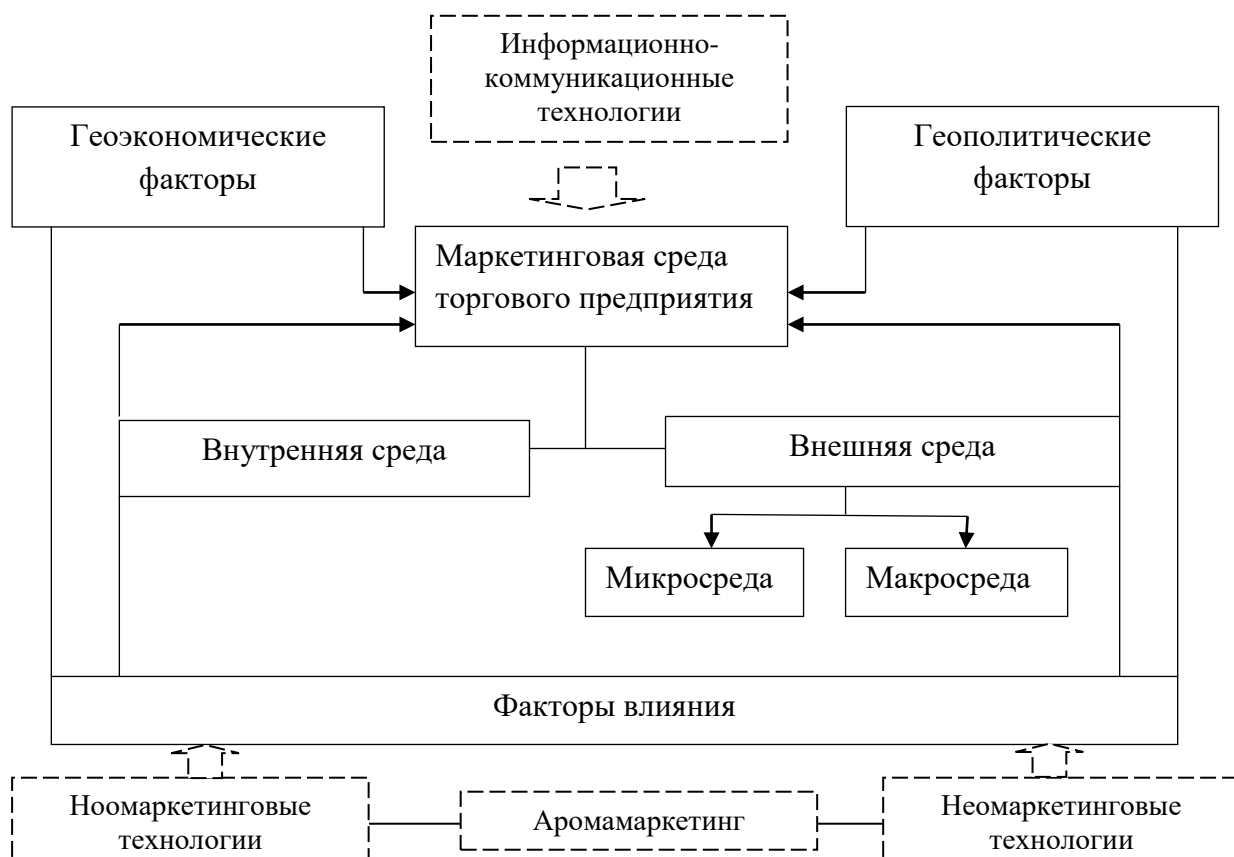 Информационно-
коммуникационные
технологии
Геоэкономические
факторы
Геополитические
факторы
Маркетинговая среда
торгового предприятия
Внутренняя среда
Внешняя среда
Микросреда
Макросреда
Факторы влияния
Ноомаркетинговые
технологии
Аромамаркетинг
Неомаркетинговые
технологии